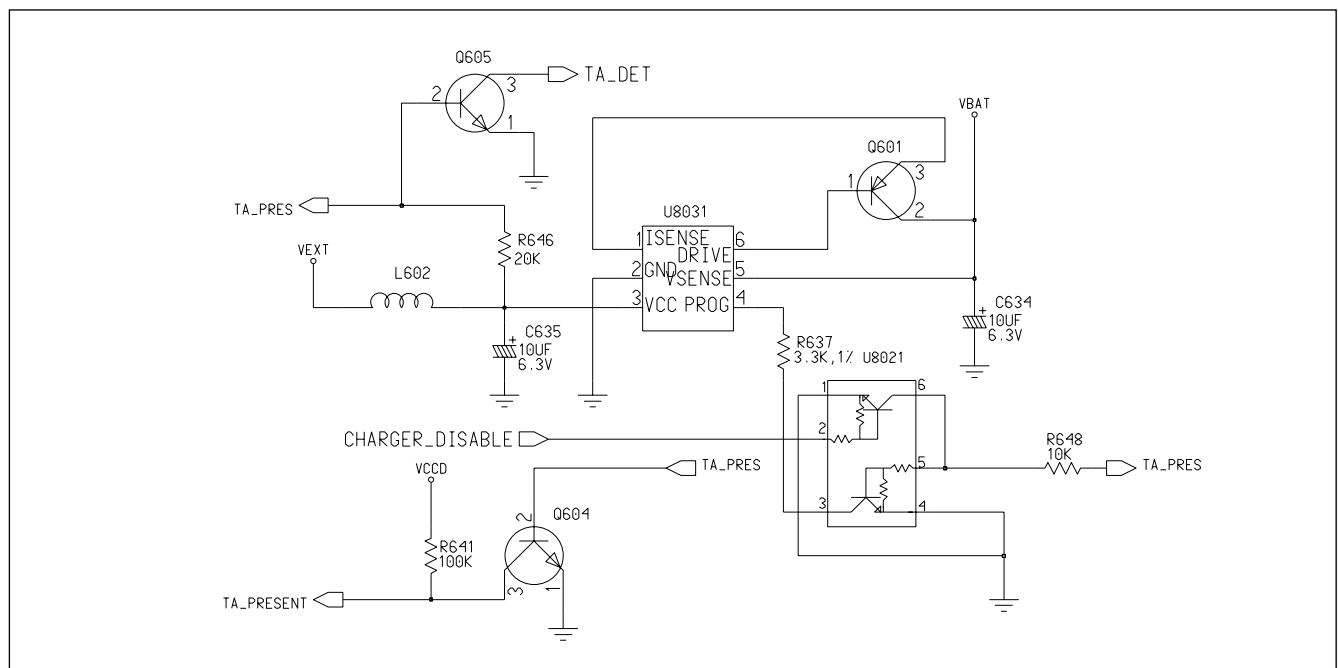 Q605
3
TA_DET
2
1
VBAT
Q601
1
3
2
TA_PRES
U8031
VEXT
R646
20K
L602
1 ISENSE
DRIVE 6
2 GND
VSENSE 5
3 VCC PROG 4
C635
+
10UF
6.3V
C634
+
10UF
6.3V
R637
3.3K,1% U8021
1
6
CHARGER_DISABLE
2
R648
10K
VCCD
TA_PRES
5
TA_PRES
3
4
2
Q604
R641
100K
TA_PRESENT
3
1